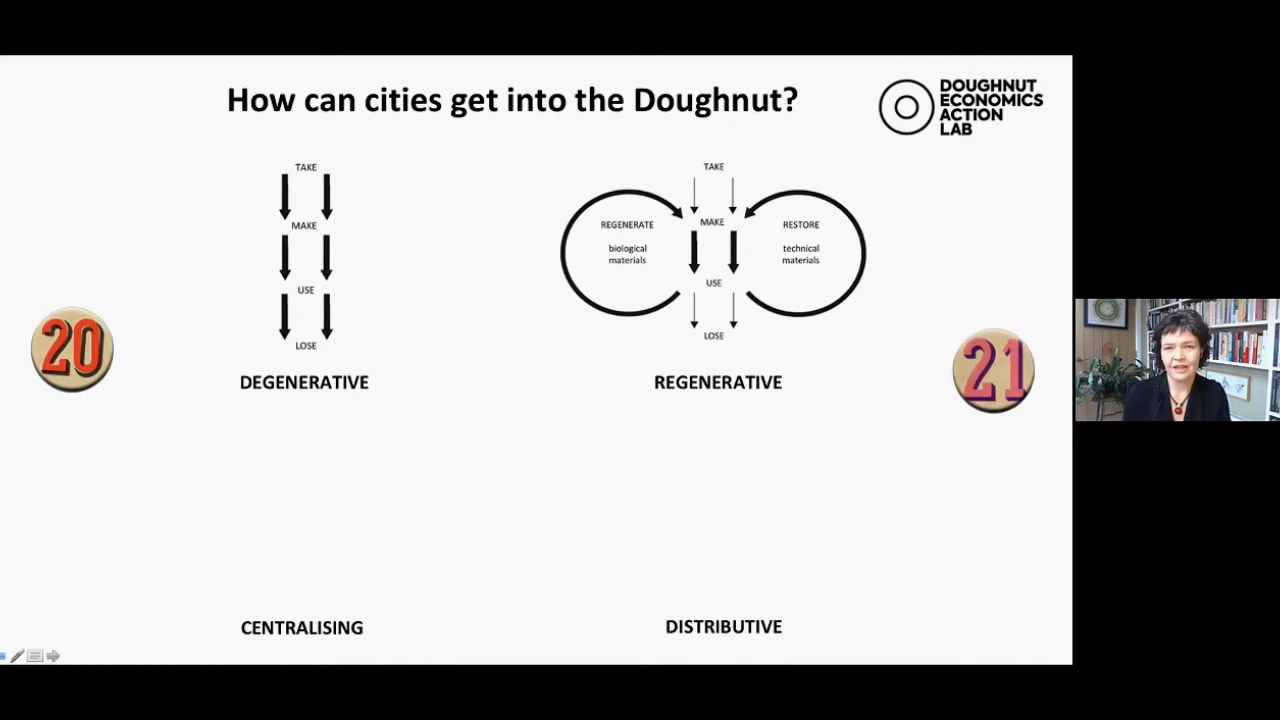 How can cities get into the Doughnut?
DOUGHNUT
ECONOMICS
ACTION
LAB
TAKE
MAKE
USE
LOSE
DEGENERATIVE
TAKE
REGENERATE
biological
materials
MAKE
RESTORE
technical
materials
USE
LOSE
REGENERATIVE
20
21
CENTRALISING
DISTRIBUTIVE